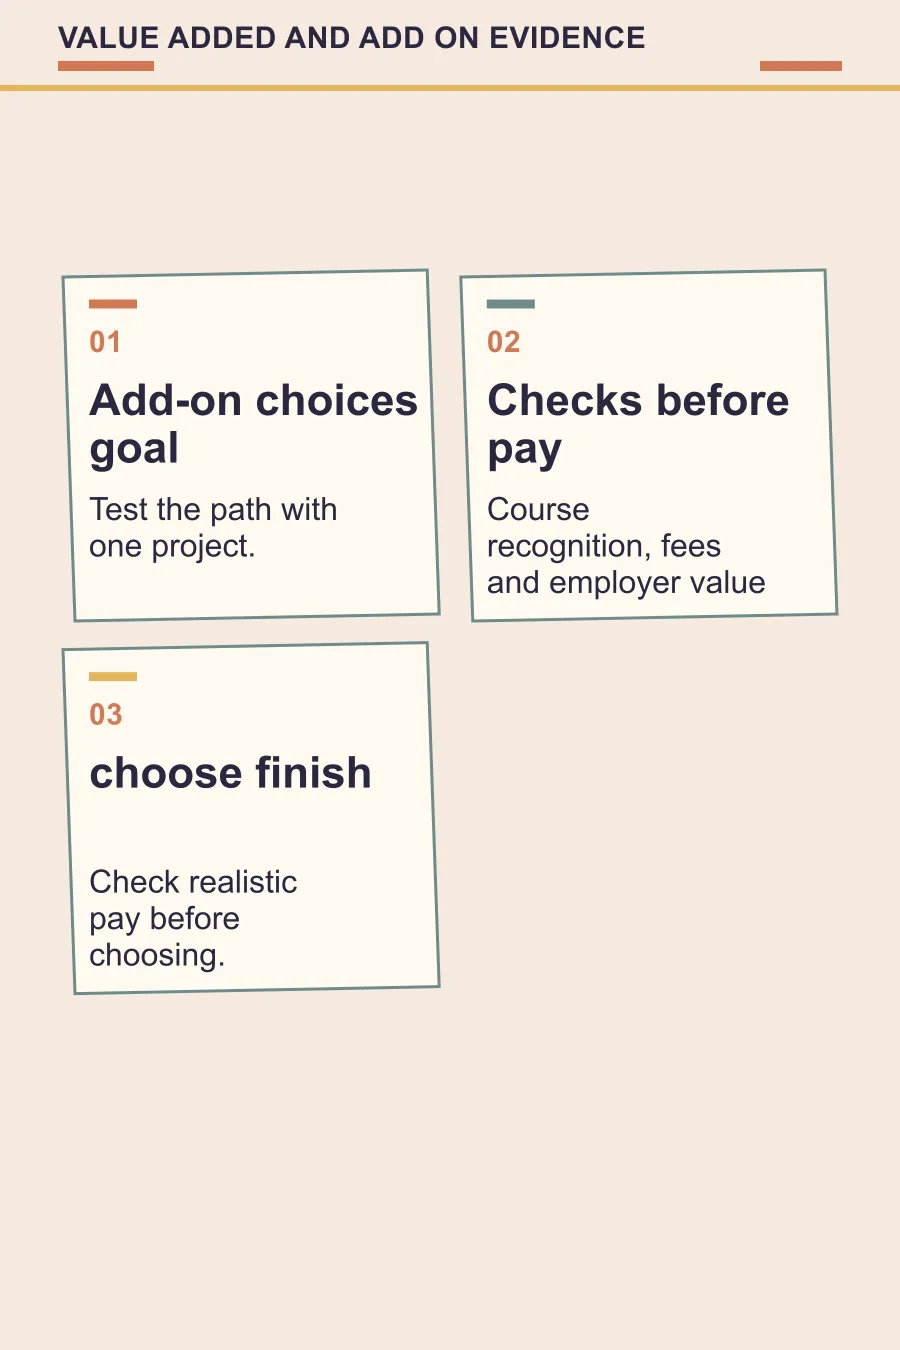 VALUE ADDED AND ADD ON EVIDENCE
01
Add-on choices
goal
Test the path with
one project.
02
Checks before
pay
Course
recognition, fees
and employer value
03
choose finish
Check realistic
pay before
choosing.